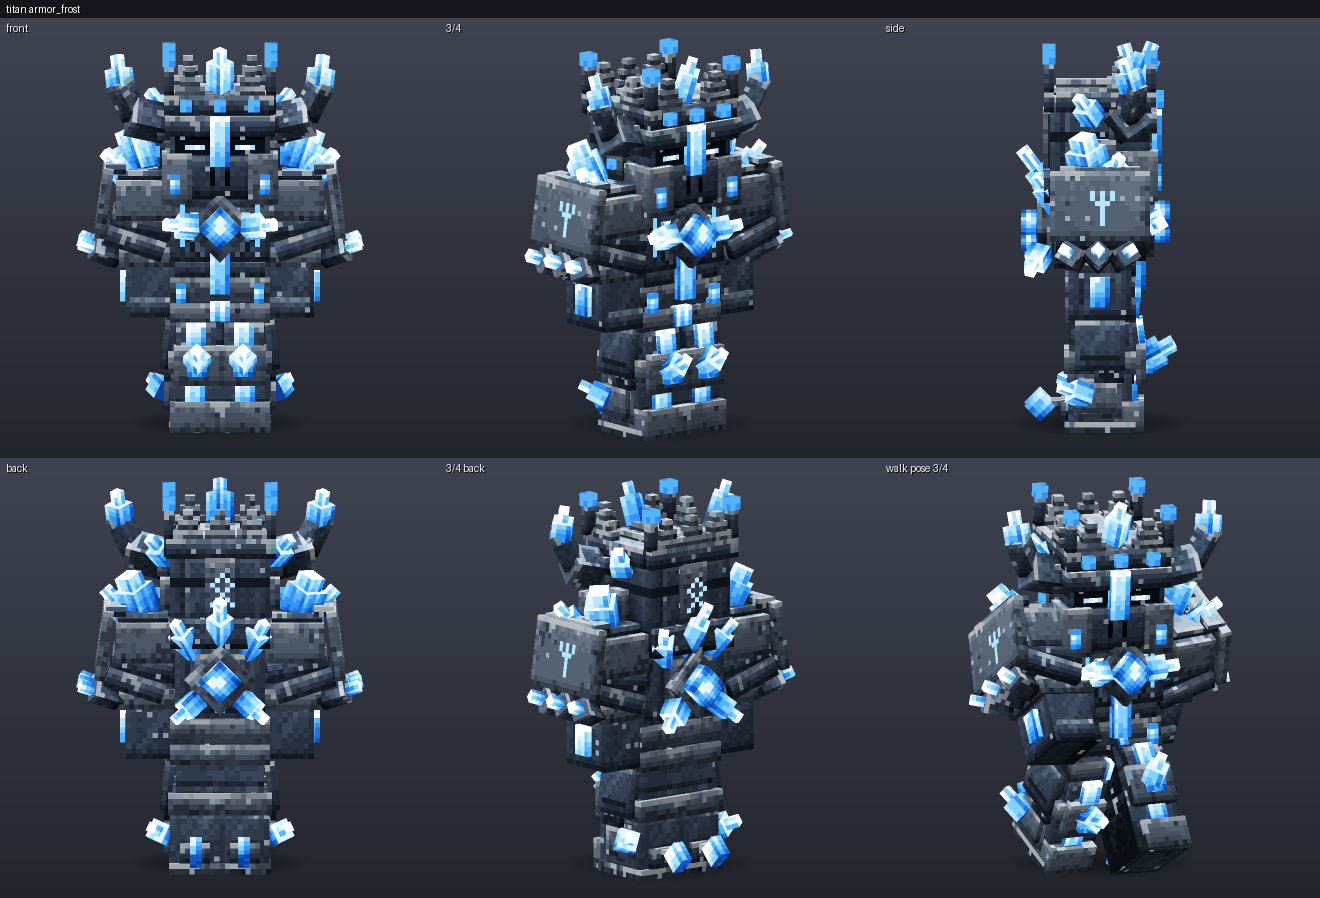 titan armor_frost
front
3/4
side
back
3/4 back
walk pose 3/4